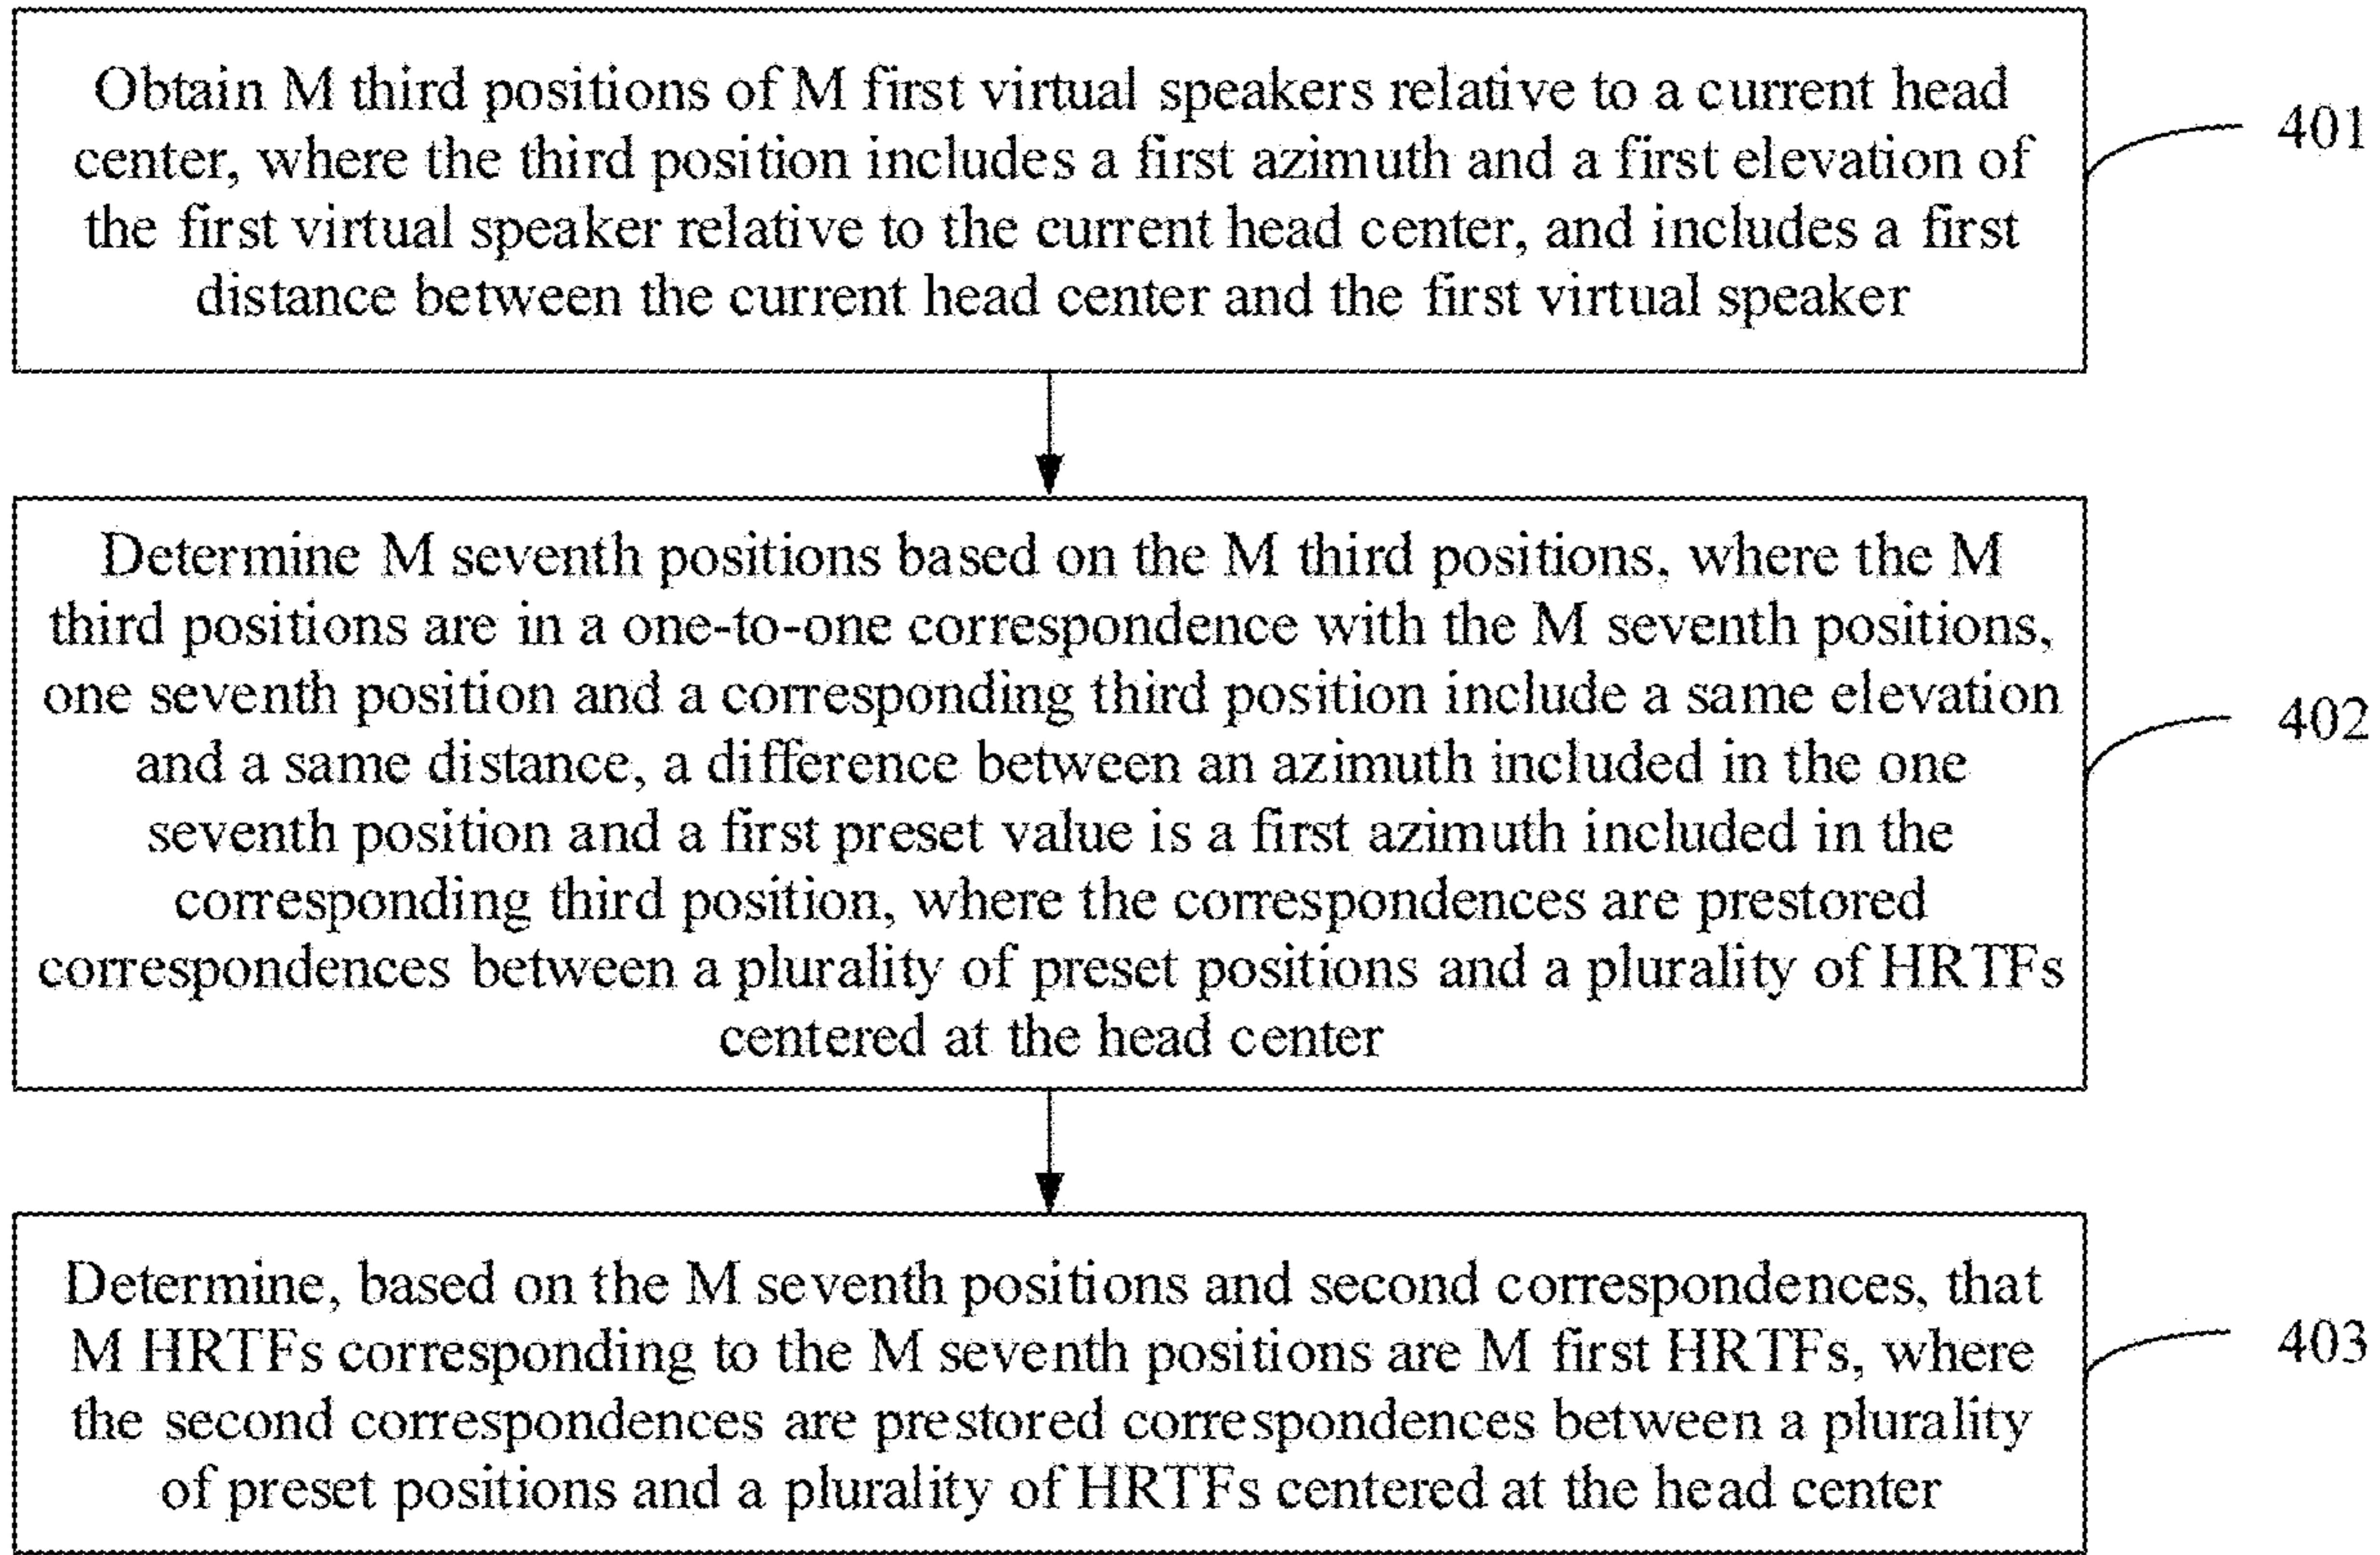 Obtain M third positions of M first virtual speakers relative to a current head
center, where the third position includes a first azimuth and a first elevation of
the first virtual speaker relative to the current head center, and includes a first
distance between the current head center and the first virtual speaker
401
Determine M seventh positions based on the M third positions, where the M
third positions are in a one-to-one correspondence with the M seventh positions,
one seventh position and a corresponding third position include a same elevation
and a same distance, a difference between an azimuth included in the one
seventh position and a first preset value is a first azimuth included in the
corresponding third position, where the correspondences are prestored
correspondences between a plurality of preset positions and a plurality of HRTFs
centered at the head center
402
Determine, based on the M seventh positions and second correspondences, that
M HRTFs corresponding to the M seventh positions are M first HRTFs, where
the second correspondences are prestored correspondences between a plurality
of preset positions and a plurality of HRTFs centered at the head center
403